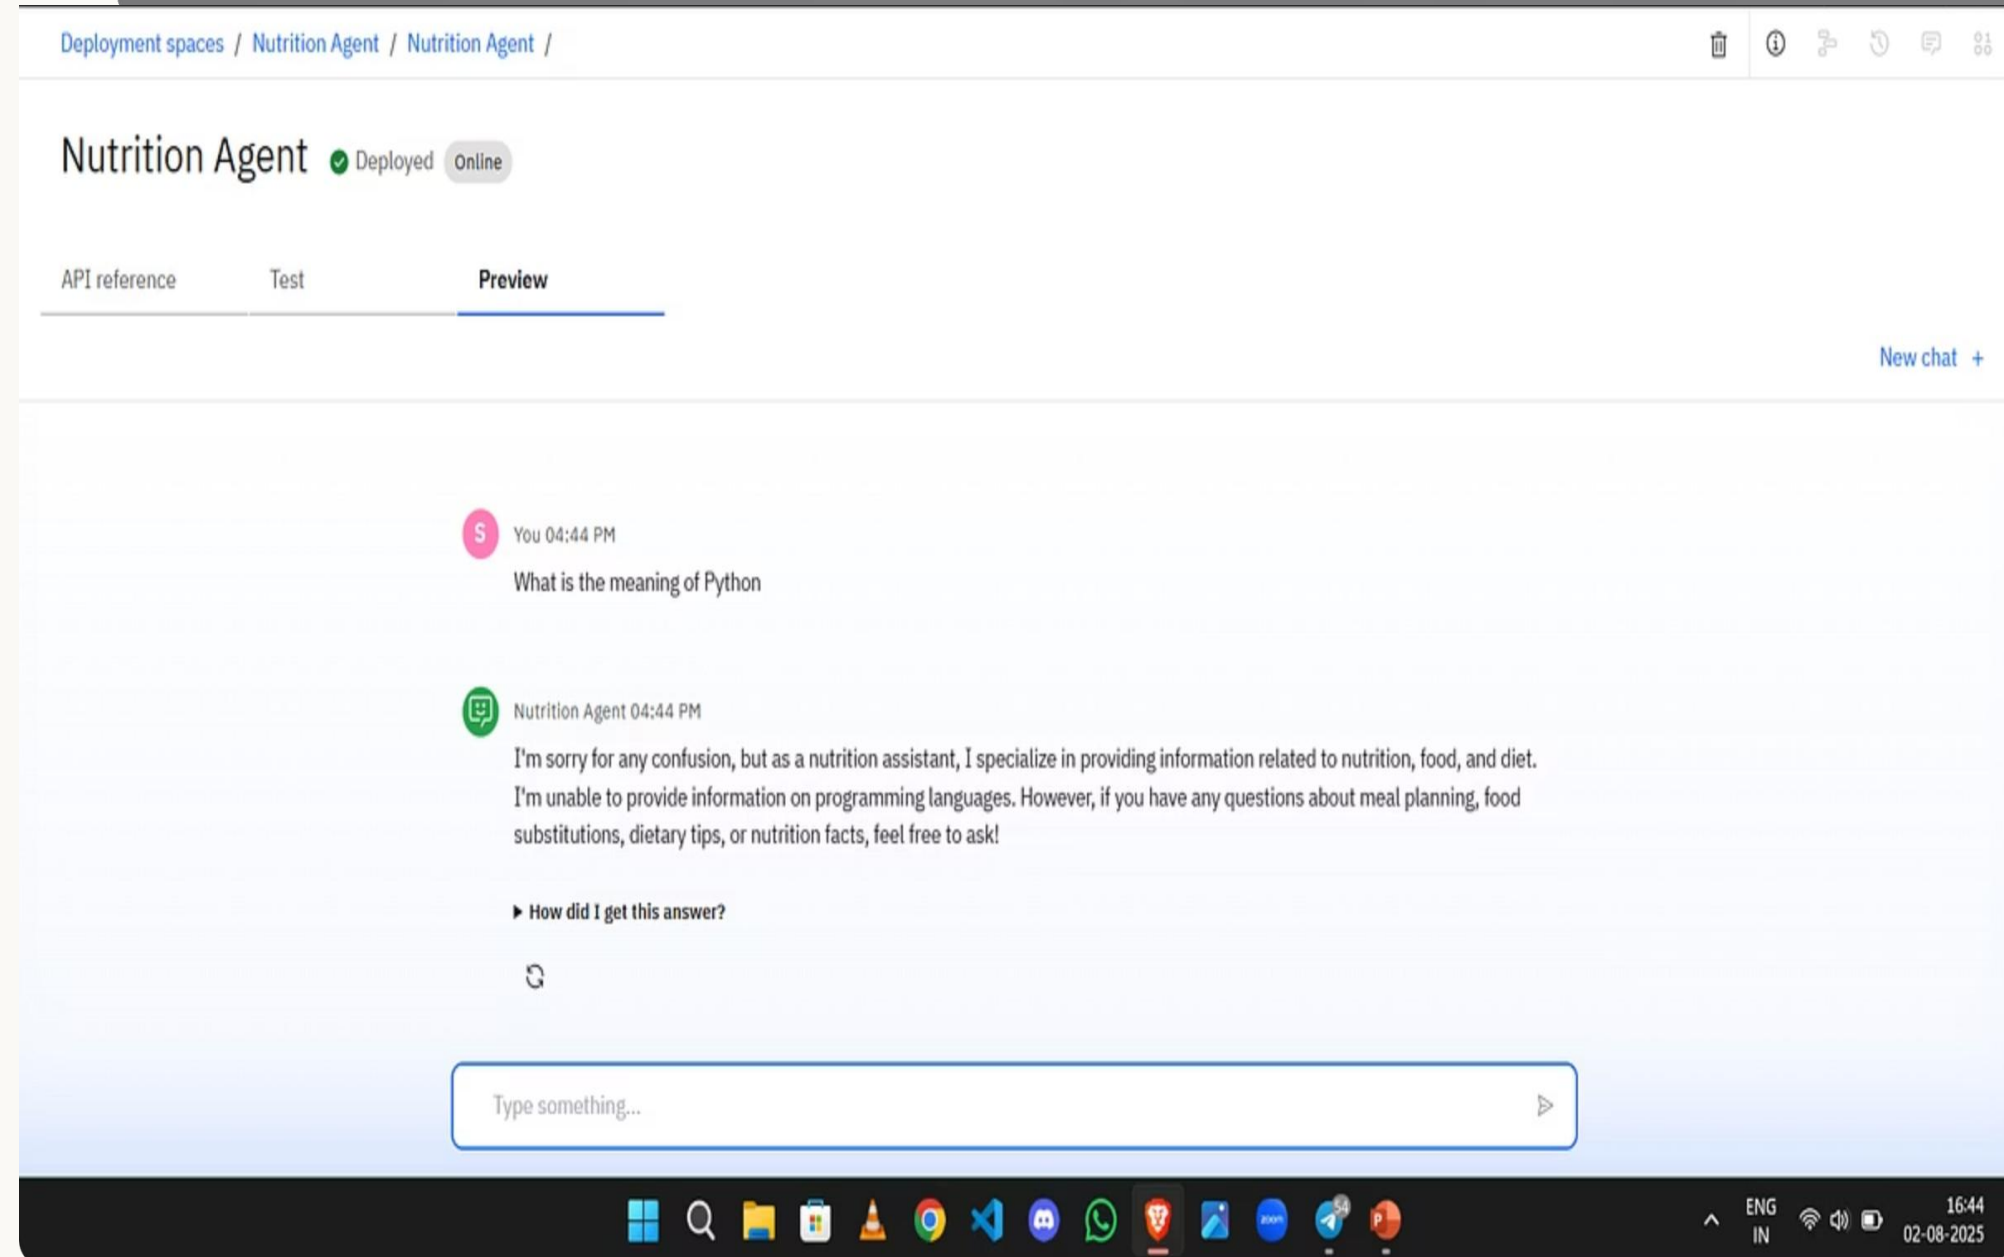 Deployment spaces / Nutrition Agent / Nutrition Agent /
Nutrition Agent Deployed Online
API reference Test Preview
New chat +
S You 04:44 PM
What is the meaning of Python
Nutrition Agent 04:44 PM
I'm sorry for any confusion, but as a nutrition assistant, I specialize in providing information related to nutrition, food, and diet.
I'm unable to provide information on programming languages. However, if you have any questions about meal planning, food
substitutions, dietary tips, or nutrition facts, feel free to ask!
How did I get this answer?
Type something...
zoom
54
P
ENG
IN
16:44
02-08-2025